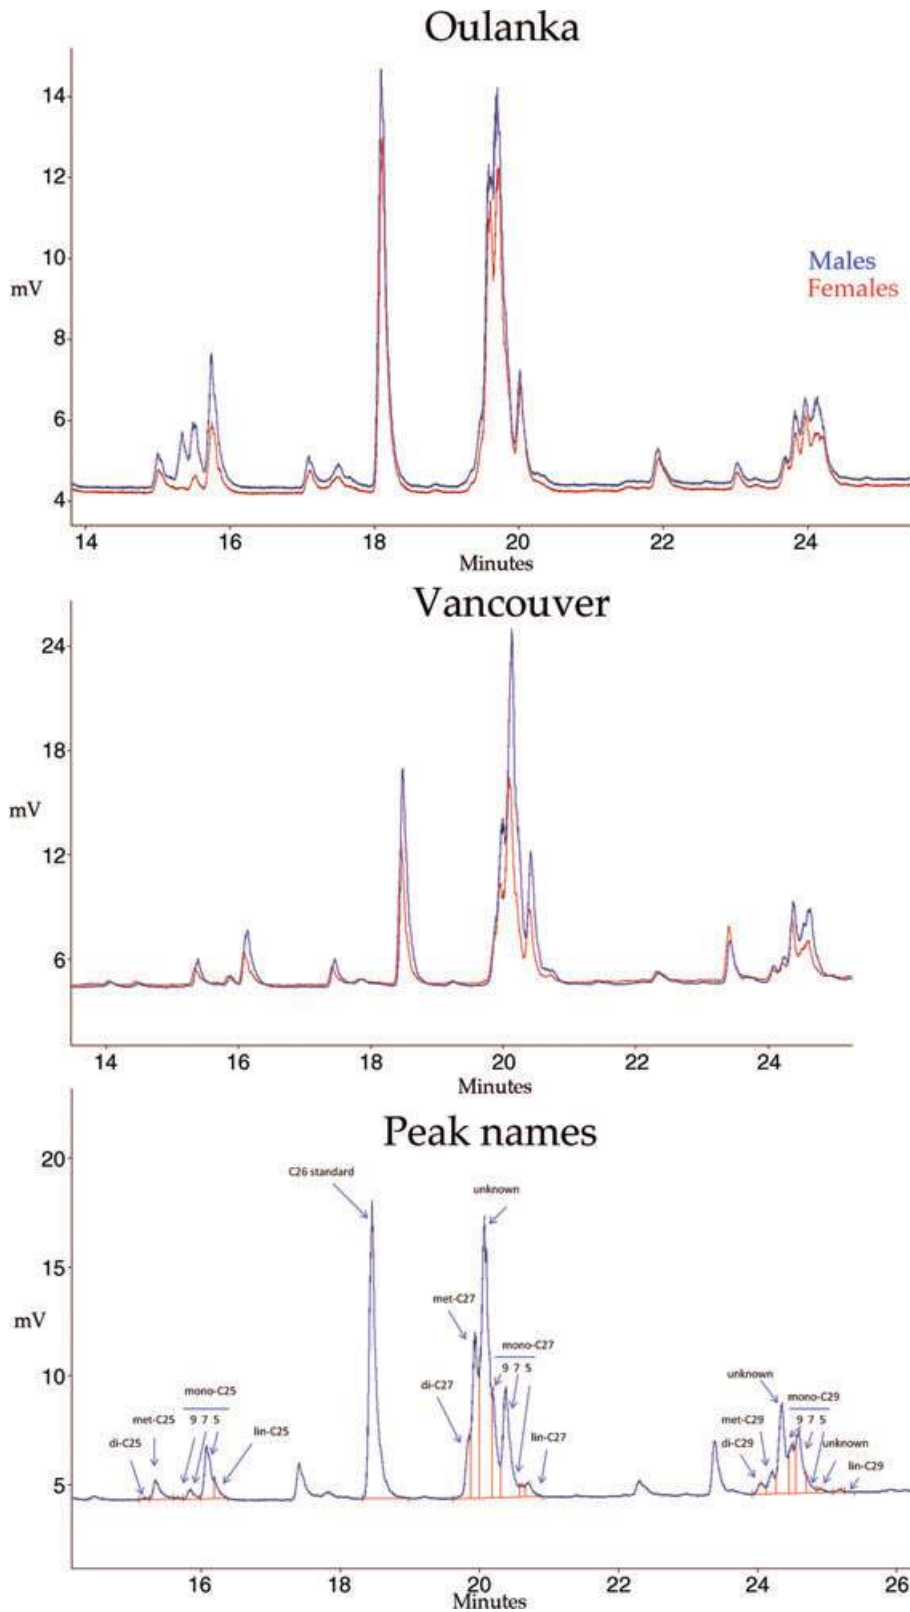 Oulanka
14
12
10
8
6
4
mV
Males
Females
14 16 18 20 22 24
Minutes
Vancouver
24
18
12
6
mV
14 16 18 20 22 24
Minutes
Peak names
20
15
10
5
mV
C26 standard
unknown
met-C27
mono-C27
9 7 5
di-C27
lin-C27
mono-C25
met-C25
9 7 5
di-C25
lin-C25
unknown
mono-C29
met-C29
9 7 5
di-C29
unknown
lin-C29
16 18 20 22 24 26
Minutes